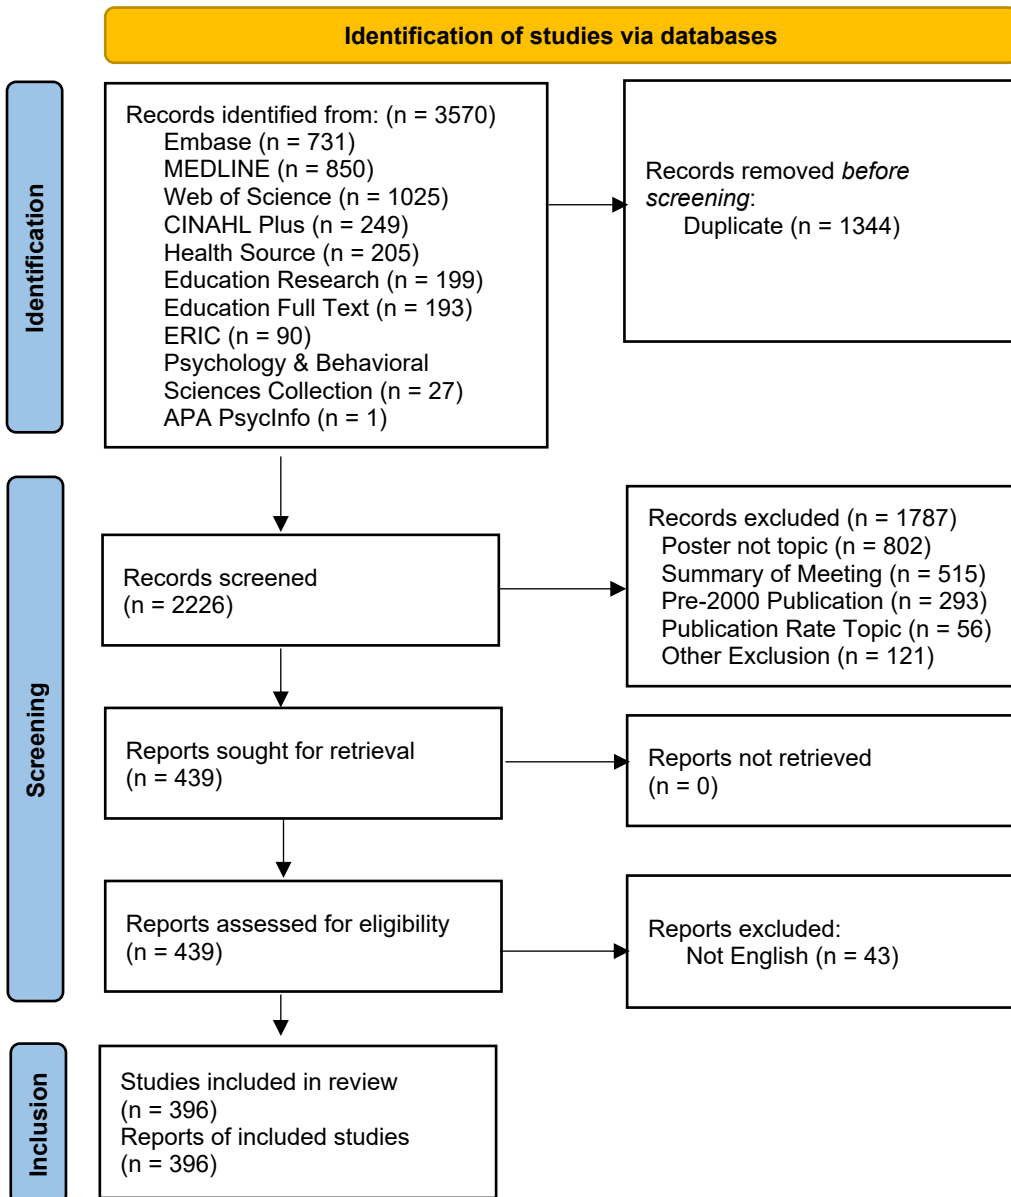 Identification of studies via databases
Identification
Records identified from: (n = 3570)
Embase (n = 731)
MEDLINE (n = 850)
Web of Science (n = 1025)
CINAHL Plus (n = 249)
Health Source (n = 205)
Education Research (n = 199)
Education Full Text (n = 193)
ERIC (n = 90)
Psychology & Behavioral
Sciences Collection (n = 27)
APA PsycInfo (n = 1)
Records removed before
screening:
Duplicate (n = 1344)
Screening
Records screened
(n = 2226)
Records excluded (n = 1787)
Poster not topic (n = 802)
Summary of Meeting (n = 515)
Pre-2000 Publication (n = 293)
Publication Rate Topic (n = 56)
Other Exclusion (n = 121)
Reports sought for retrieval
(n = 439)
Reports not retrieved
(n = 0)
Reports assessed for eligibility
(n = 439)
Reports excluded:
Not English (n = 43)
Inclusion
Studies included in review
(n = 396)
Reports of included studies
(n = 396)